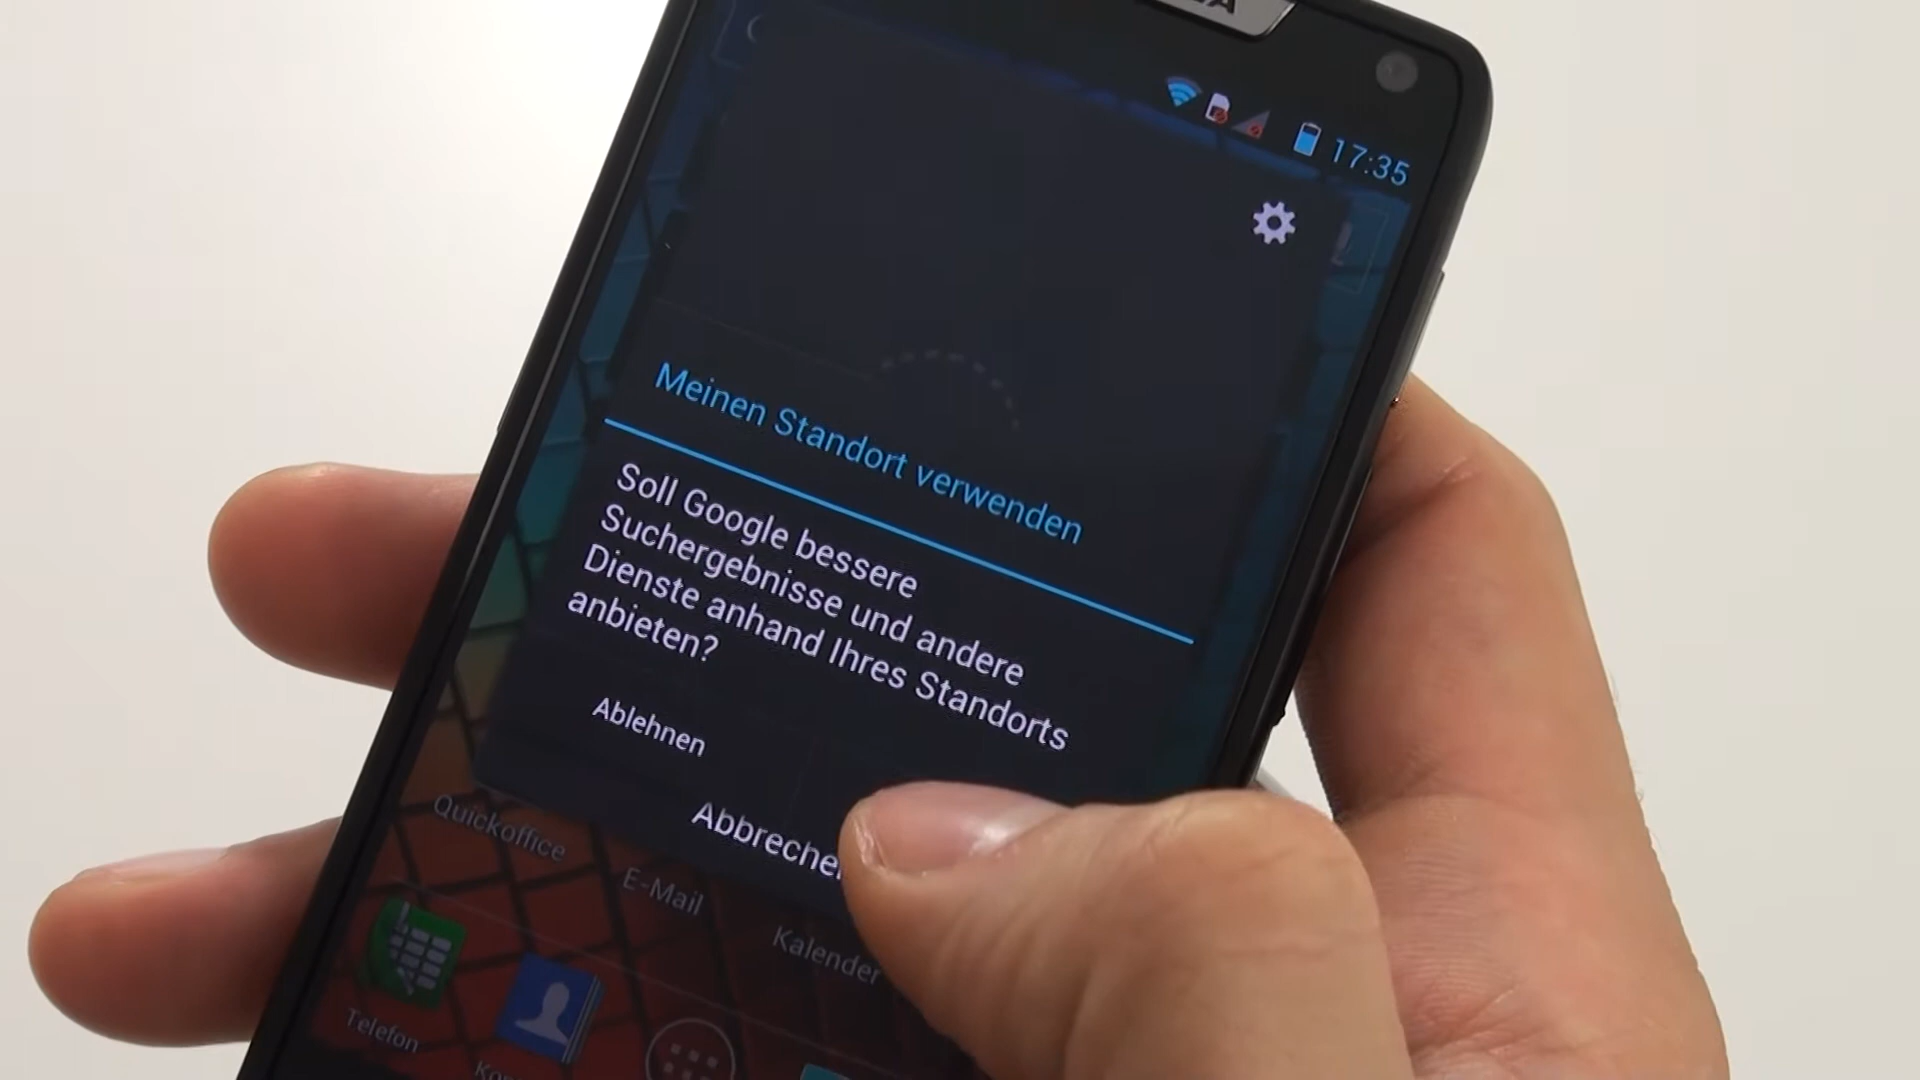 17:35
Meinen Standort verwenden
Soll Google bessere
Suchergebnisse und andere
Dienste anhand Ihres Standorts
anbieten?
Ablehnen
Abbreche
Quickoffice
E-Mail
Kalender
Telefon